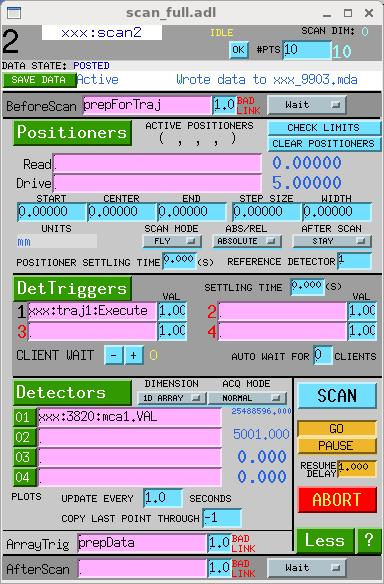 scan_full.adl
2 xxx:scan2 IDLE SCAN DIM: 0
OK #PTS 10 10
DATA STATE: POSTED
SAVE DATA Active Wrote data to xxx_9903.mda
BeforeScan prepForTraj 1.0 BAD LINK Wait
Positioners ACTIVE POSITIONERS CHECK LIMITS
( , , , ) CLEAR POSITIONERS
Read 0.00000
Drive 5.00000
START CENTER END STEP SIZE WIDTH
0.00000 0.00000 0.00000 0.00000 0.00000
UNITS SCAN MODE ABS/REL AFTER SCAN
mm FLY ABSOLUTE STAY
POSITIONER SETTLING TIME 0.000 (S) REFERENCE DETECTOR 1
DetTriggers SETTLING TIME 0.000 (S)
VAL VAL
1 xxx:traj1:Execute 1.00 2 1.00
3 1.00 4 1.00
CLIENT WAIT - + 0 AUTO WAIT FOR 0 CLIENTS
Detectors DIMENSION ACQ MODE SCAN
1D ARRAY NORMAL
01 xxx:3820:mca1.VAL 25488596.000
02 5001.000 GO
03 0.000 PAUSE
04 0.000 RESUME DELAY 1.000
PLOTS UPDATE EVERY 1.0 SECONDS ABORT
COPY LAST POINT THROUGH -1
ArrayTrig prepData 1.0 BAD LINK Less ?
AfterScan 1.0 BAD LINK Wait